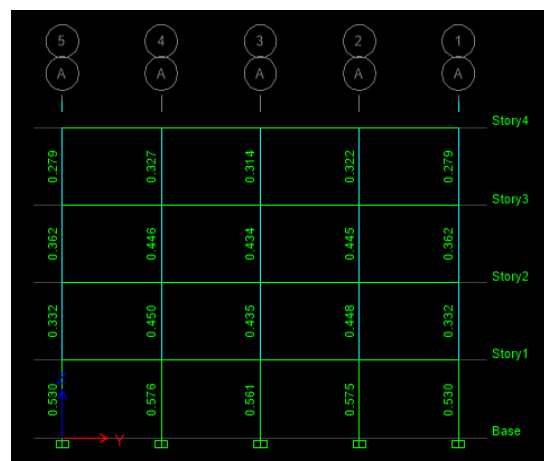 5 4 3 2 1
A A A A A
Story4
0.279 0.327 0.314 0.322 0.279
Story3
0.362 0.446 0.434 0.445 0.362
Story2
0.332 0.450 0.435 0.448 0.332
Story1
0.530 0.576 0.561 0.575 0.530
Z
Base
Y